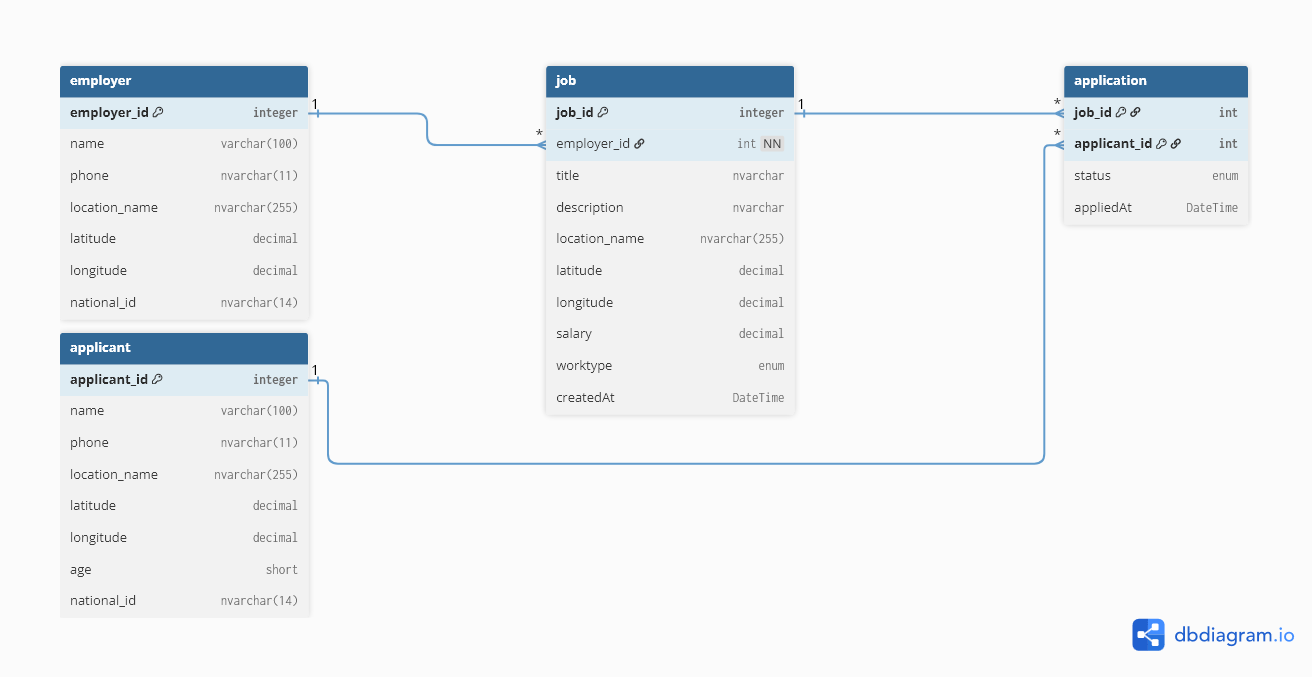 employer
employer_id integer
name varchar(100)
phone nvarchar(11)
location_name nvarchar(255)
latitude decimal
longitude decimal
national_id nvarchar(14)
1
*
applicant
applicant_id integer
name varchar(100)
phone nvarchar(11)
location_name nvarchar(255)
latitude decimal
longitude decimal
age short
national_id nvarchar(14)
1
*
job
job_id integer
employer_id int NN
title nvarchar
description nvarchar
location_name nvarchar(255)
latitude decimal
longitude decimal
salary decimal
worktype enum
createdAt DateTime
1
*
application
job_id int
applicant_id int
status enum
appliedAt DateTime
dbdiagram.io